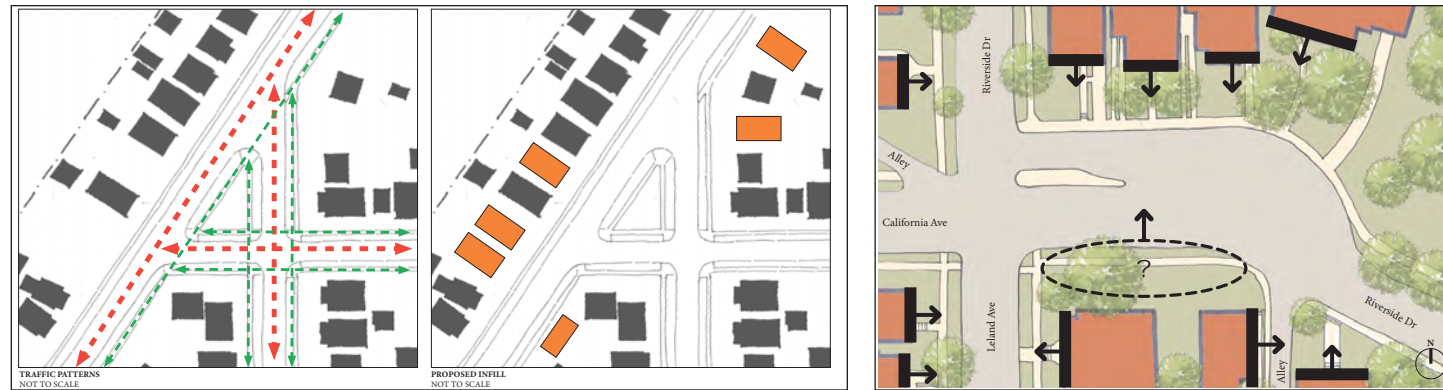 TRAFFIC PATTERNS
NOT TO SCALE
PROPOSED INFILL
NOT TO SCALE
Riverside Dr
Alley
California Ave
?
Leland Ave
Riverside Dr
Alley
N